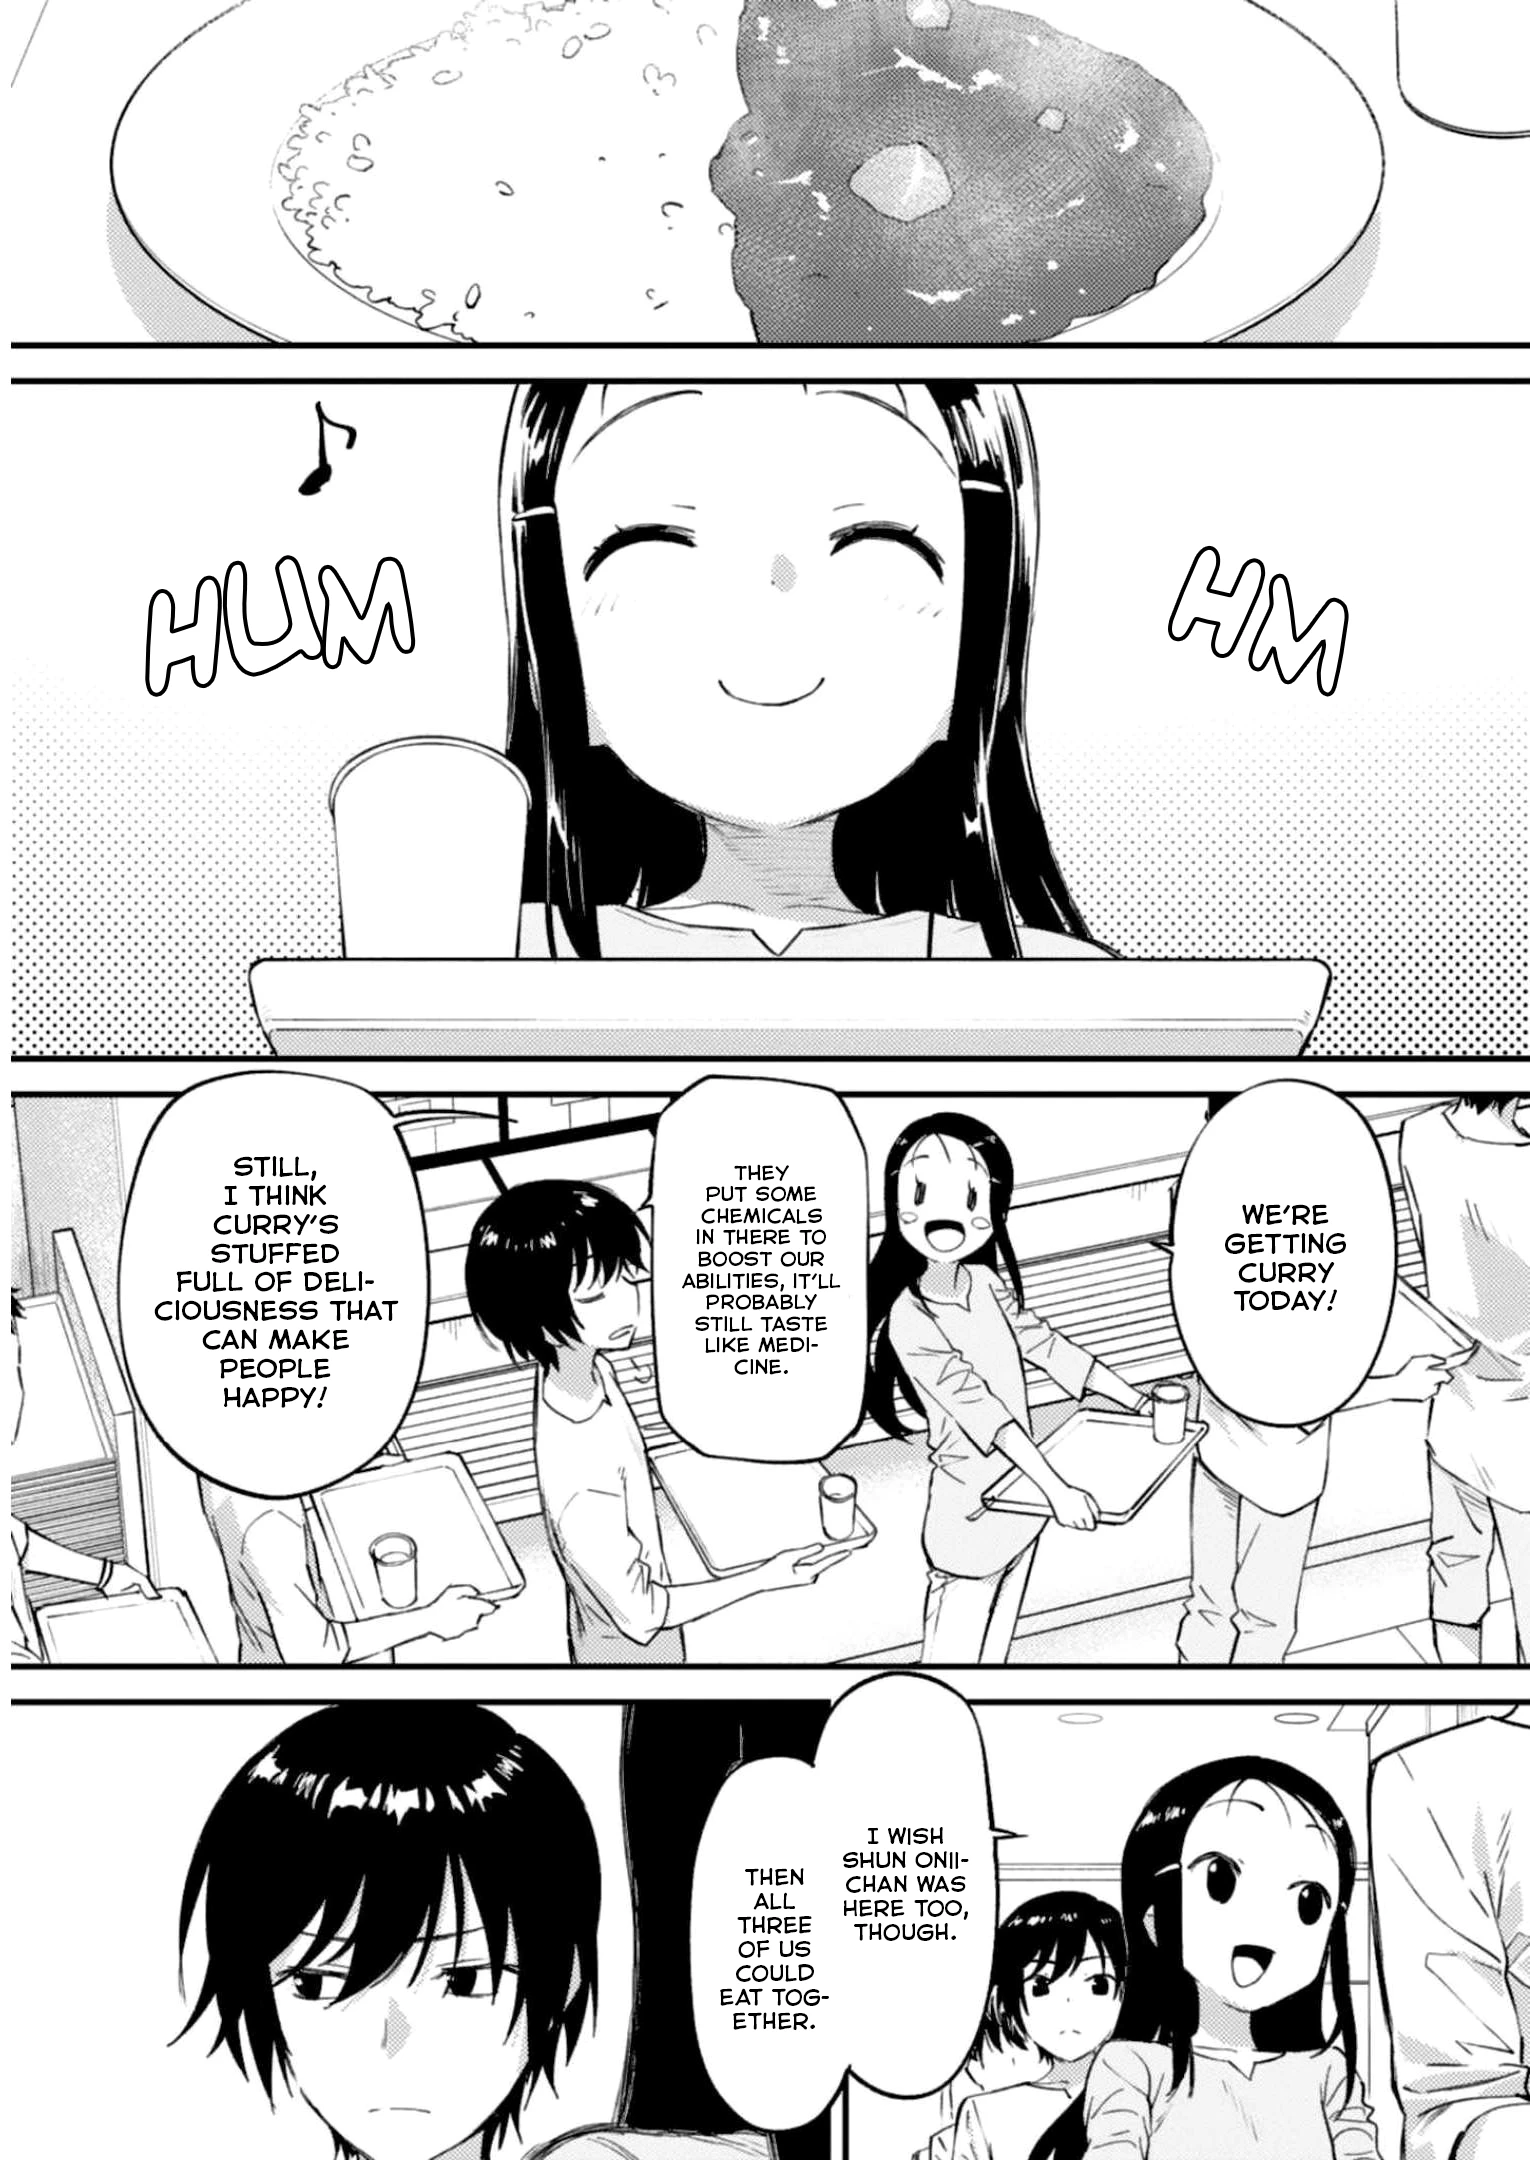 HUM
HM
WE'RE
GETTING
CURRY
TODAY!
THEY
PUT SOME
CHEMICALS
IN THERE TO
BOOST OUR
ABILITIES, IT'LL
PROBABLY
STILL TASTE
LIKE MEDI-
CINE.
STILL,
I THINK
CURRY'S
STUFFED
FULL OF DELI-
CIOUSNESS THAT
CAN MAKE
PEOPLE
HAPPY!
I WISH
SHUN ONII-
CHAN WAS
HERE TOO,
THOUGH.
THEN
ALL
THREE
OF US
COULD
EAT TOG-
ETHER.